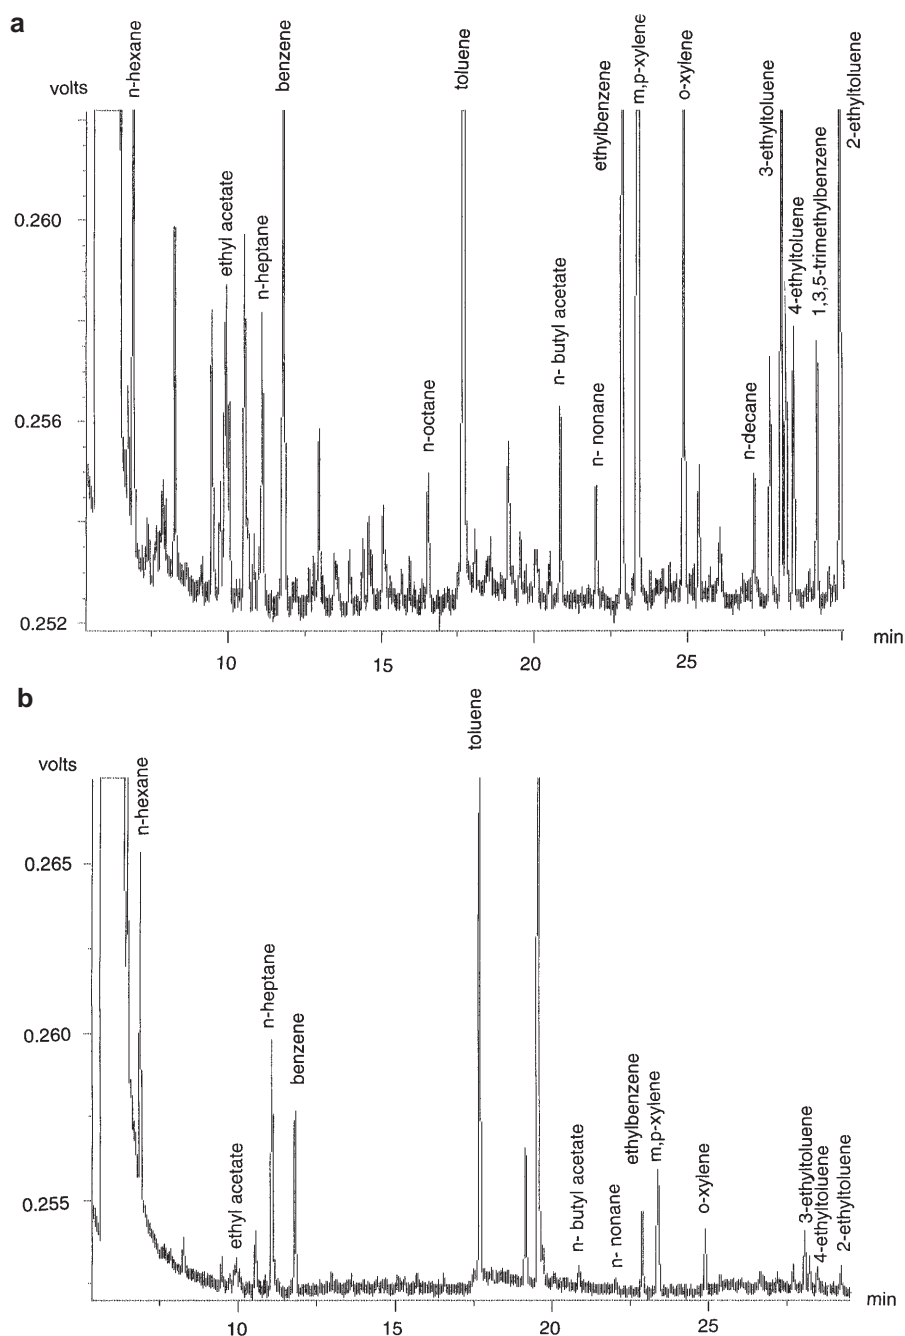 a
volts
n-hexane
ethyl acetate
n-heptane
benzene
n-octane
toluene
n- butyl acetate
n- nonane
ethylbenzene
m,p-xylene
o-xylene
n-decane
3-ethyltoluene
4-ethyltoluene
1,3,5-trimethylbenzene
2-ethyltoluene
0.260
0.256
0.252
10
15
20
25
min
b
volts
n-hexane
ethyl acetate
n-heptane
benzene
toluene
n- butyl acetate
n- nonane
ethylbenzene
m,p-xylene
o-xylene
3-ethyltoluene
4-ethyltoluene
2-ethyltoluene
0.265
0.260
0.255
10
15
20
25
min